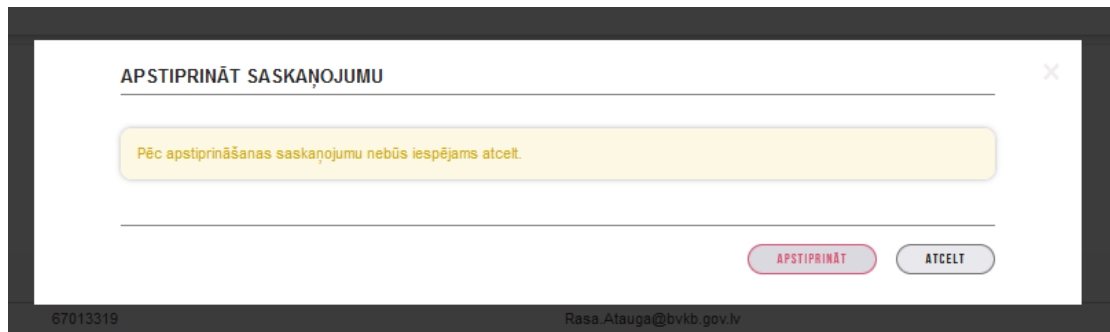 APSTIPRINĀT SASKAŅOJUMU
Pēc apstiprināšanas saskaņojumu nebūs iespējams atcelt.
APSTIPRINĀT
ATCELT
67013319
Rasa.Atauga@bvkb.gov.lv